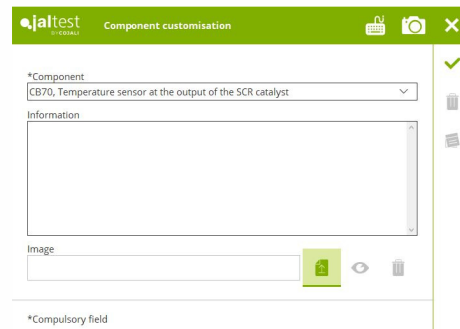 jaltest
BY COJALI
Component customisation
*Component
CB70, Temperature sensor at the output of the SCR catalyst
Information
Image
*Compulsory field